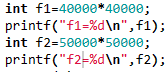 int f1=40000*40000;
printf("f1=%d\n",f1);
int f2=50000*50000;
printf("f2=%d\n",f2);